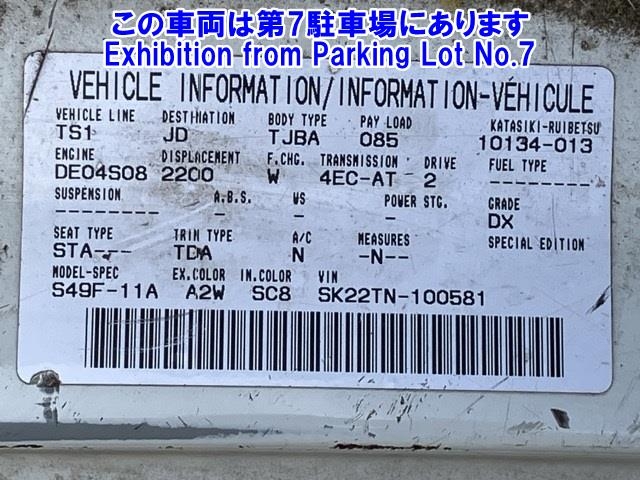 この車両は第7駐車場にあります
Exhibition from Parking Lot No.7
VEHICLE INFORMATION/INFORMATION-VÉHICULE
VEHICLE LINE DESTINATION BODY TYPE PAY LOAD KATASIKI-RUIBETSU
TS1 JD TJBA 085 10134-013
ENGINE DISPLACEMENT F.CHG. TRANSMISSION DRIVE FUEL TYPE
DE04S08 2200 W 4EC-AT 2 --------
SUSPENSION A.B.S. WS POWER STG. GRADE
-------- - - - DX
SEAT TYPE TRIM TYPE A/C MEASURES SPECIAL EDITION
STA--- TDA N -N--
MODEL-SPEC EX.COLOR IN.COLOR VIN
S49F-11A A2W SC8 SK22TN-100581